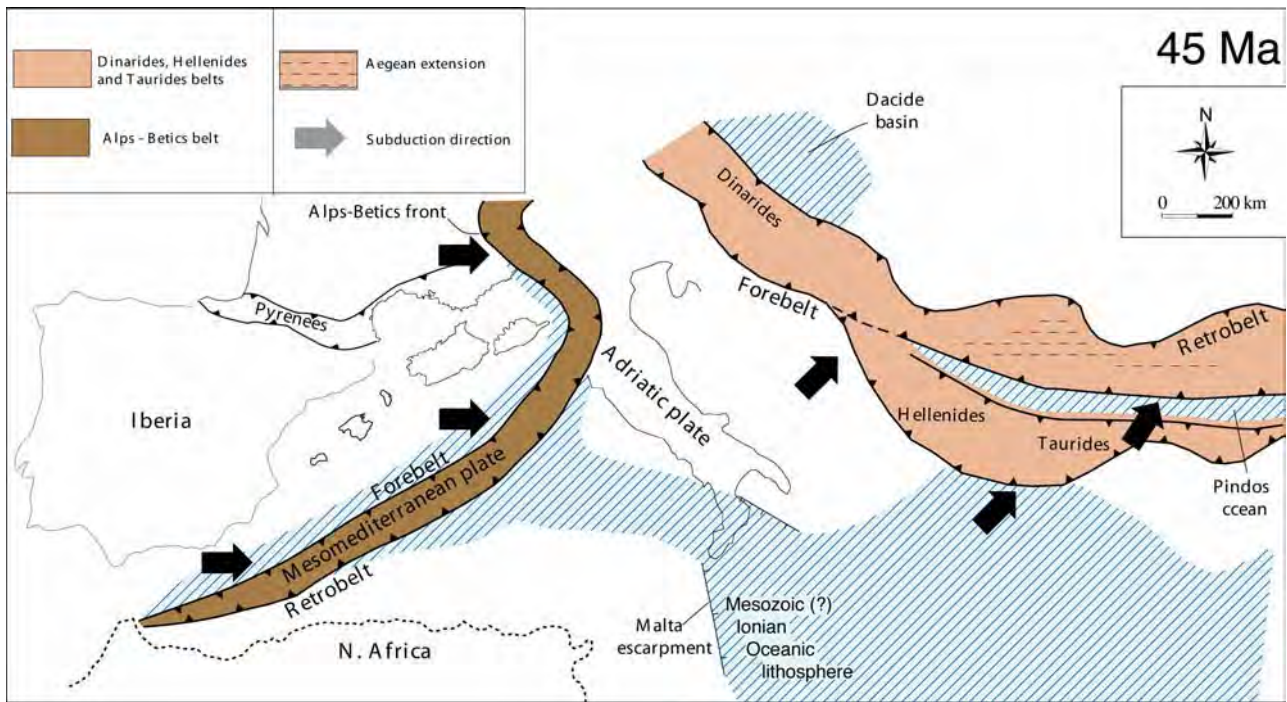 45 Ma
Dinarides, Hellenides
and Taurides belts
Aegean extension
Alps - Betics belt
Subduction direction
N
0 200 km
Dacide
basin
Alps-Betics front
Dinarides
Pyrenees
Forebelt
Retrobelt
Adriatic plate
Iberia
Hellenides
Taurides
Forebelt
Mesomediterranean plate
Retrobelt
Pindos
ccean
N. Africa
Malta
escarpment
Mesozoic (?)
Ionian
Oceanic
lithosphere